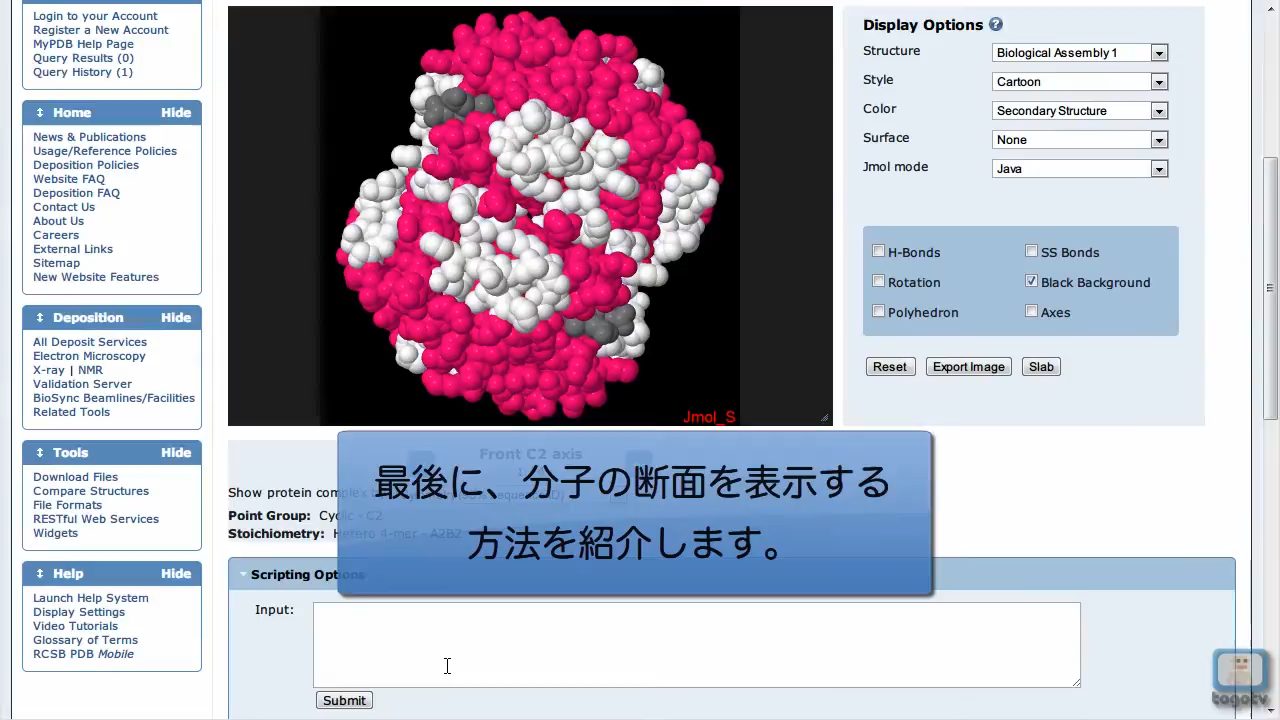 Login to your Account
Register a New Account
MyPDB Help Page
Query Results (0)
Query History (1)
Home Hide
News & Publications
Usage/Reference Policies
Deposition Policies
Website FAQ
Deposition FAQ
Contact Us
About Us
Careers
External Links
Sitemap
New Website Features
Deposition Hide
All Deposit Services
Electron Microscopy
X-ray | NMR
Validation Server
BioSync Beamlines/Facilities
Related Tools
Tools Hide
Download Files
Compare Structures
File Formats
RESTful Web Services
Widgets
Help Hide
Launch Help System
Display Settings
Video Tutorials
Glossary of Terms
RCSB PDB Mobile
Jmol_S
Display Options ?
Structure Biological Assembly 1
Style Cartoon
Color Secondary Structure
Surface None
Jmol mode Java
H-Bonds SS Bonds
Rotation Black Background
Polyhedron Axes
Reset Export Image Slab
Front C2 axis
最後に、分子の断面を表示する
方法を紹介します。
Show protein complex
Point Group: Cyclic - C2
Stoichiometry: Hetero 4-mer - A2B2
Scripting Options
Input:
Submit
togotv